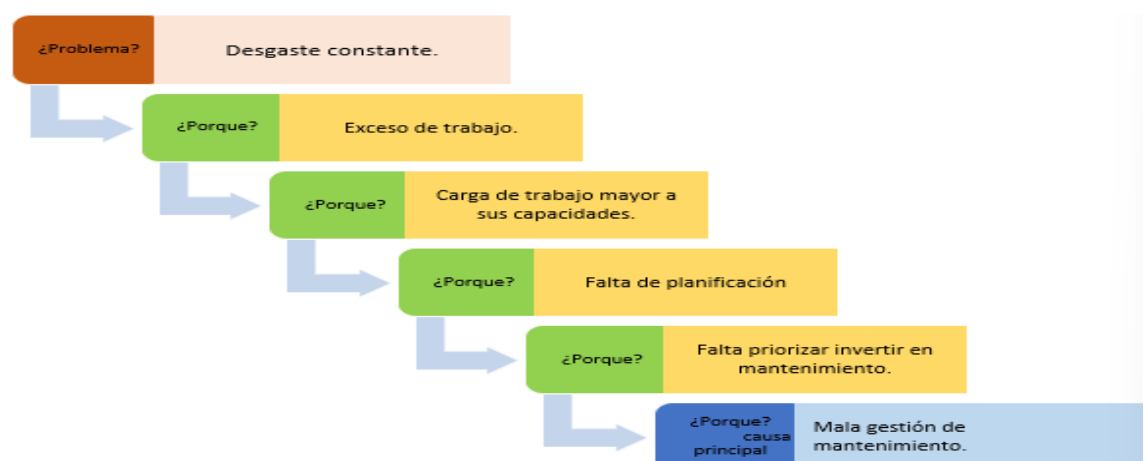 ¿Problema?
Desgaste constante.
¿Porque?
Exceso de trabajo.
¿Porque?
Carga de trabajo mayor a
sus capacidades.
¿Porque?
Falta de planificación
¿Porque?
Falta priorizar invertir en
mantenimiento.
¿Porque?
causa
principal
Mala gestión de
mantenimiento.